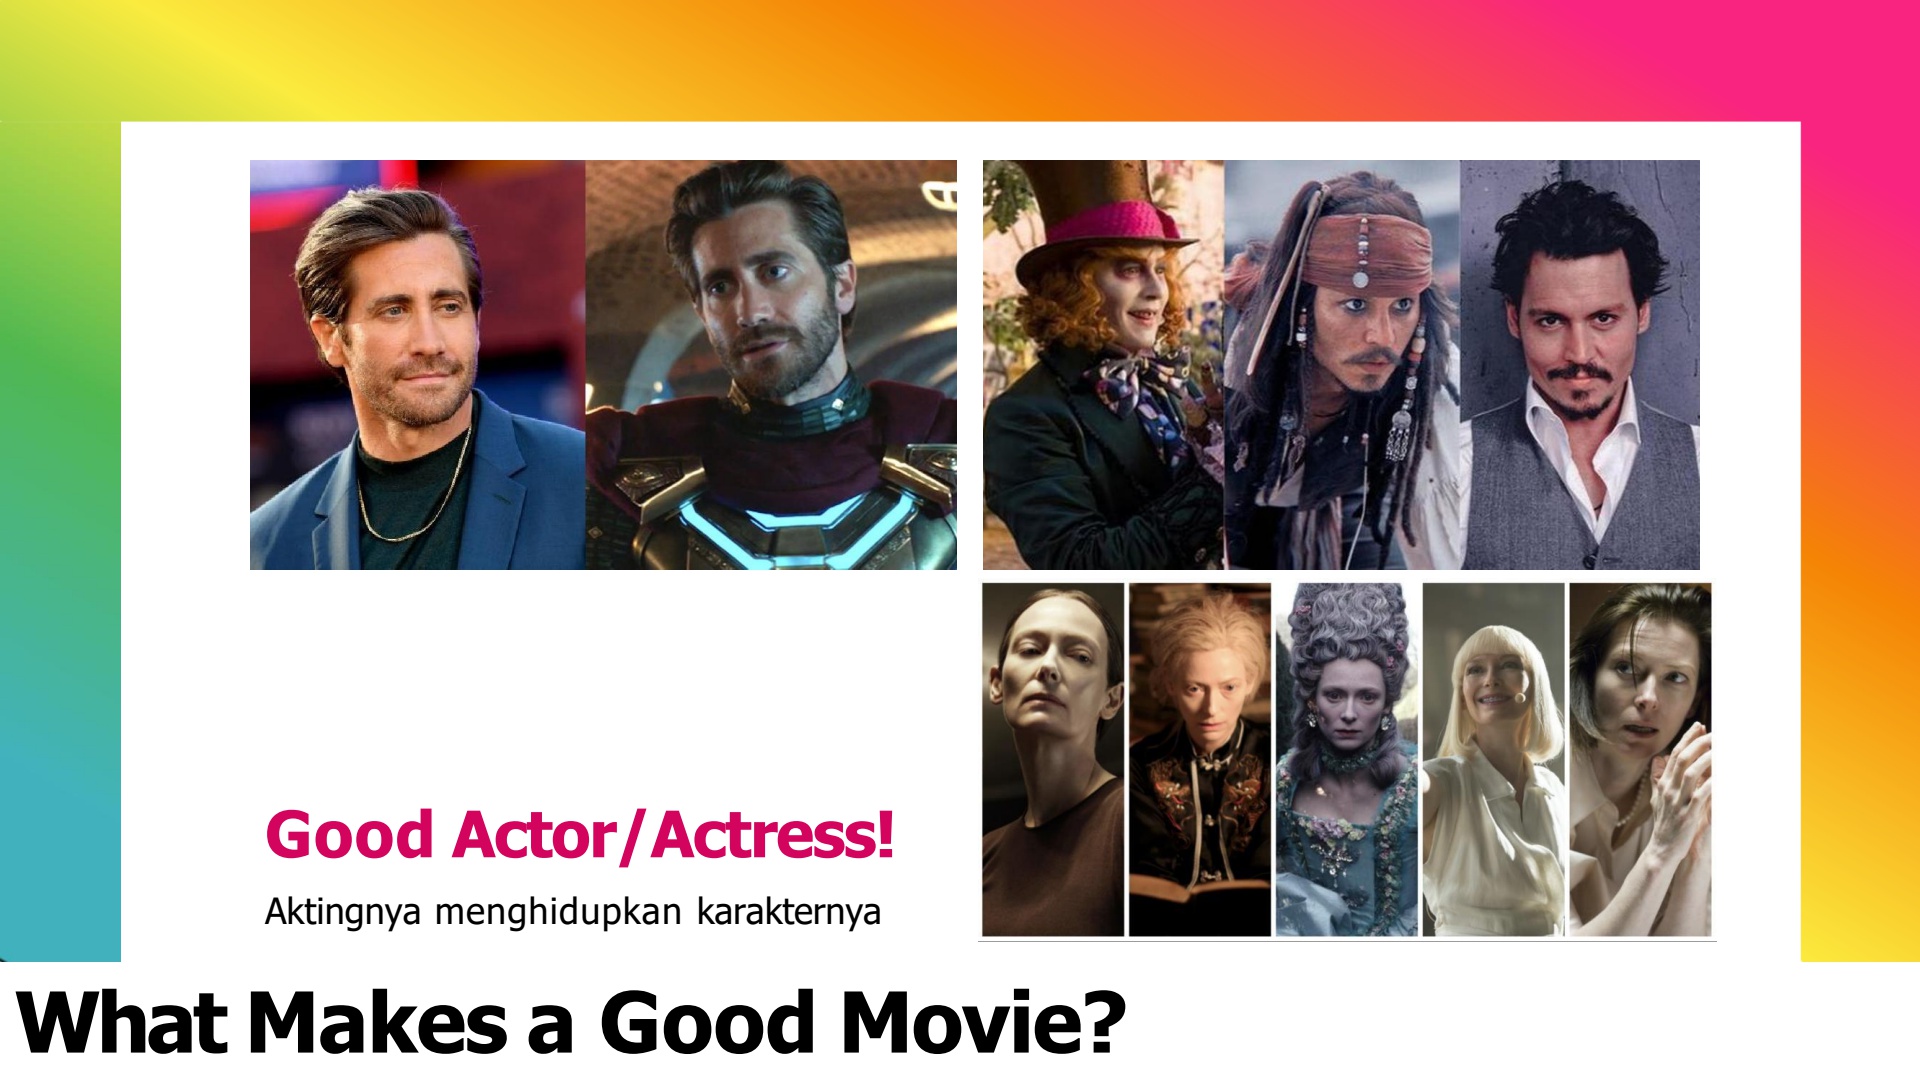 Good Actor/Actress!
Aktingnya menghidupkan karakternya
What Makes a Good Movie?